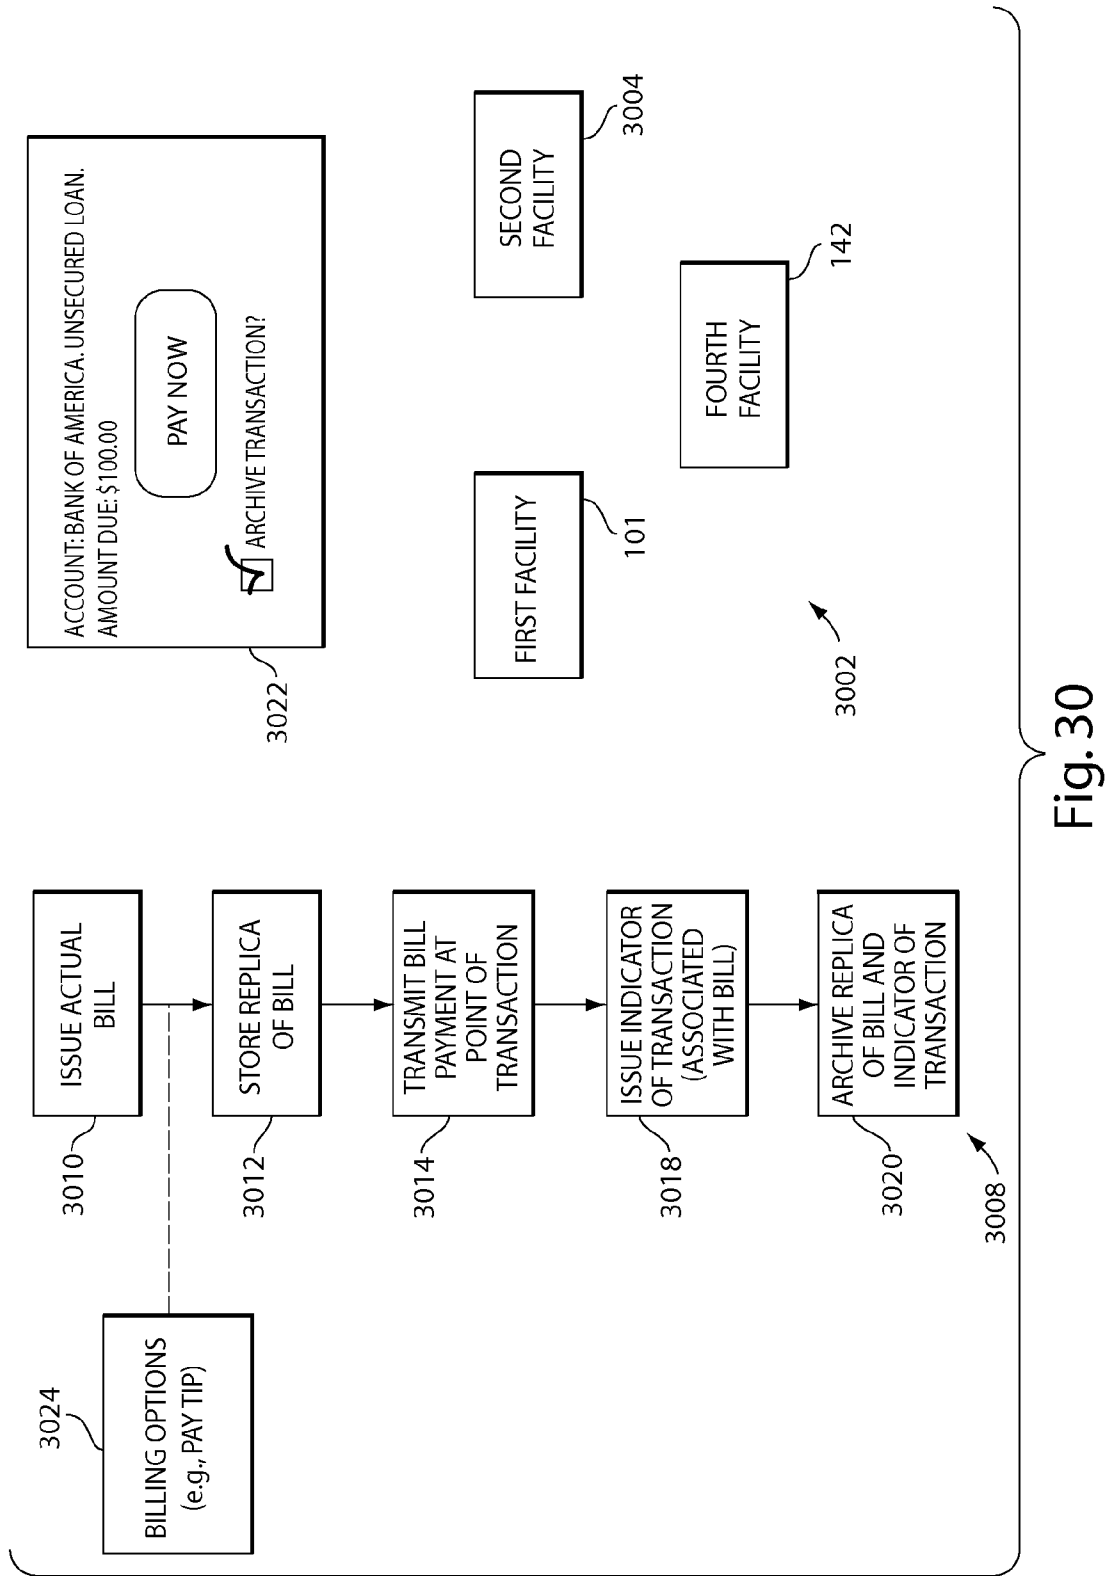 3024
BILLING OPTIONS
(e.g., PAY TIP)
3010
ISSUE ACTUAL
BILL
3012
STORE REPLICA
OF BILL
3014
TRANSMIT BILL
PAYMENT AT
POINT OF
TRANSACTION
3018
ISSUE INDICATOR
OF TRANSACTION
(ASSOCIATED
WITH BILL)
3020
ARCHIVE REPLICA
OF BILL AND
INDICATOR OF
TRANSACTION
3008
ACCOUNT: BANK OF AMERICA. UNSECURED LOAN.
AMOUNT DUE: $100.00
PAY NOW
ARCHIVE TRANSACTION?
3022
FIRST FACILITY
101
SECOND
FACILITY
3004
FOURTH
FACILITY
142
3002
Fig. 30